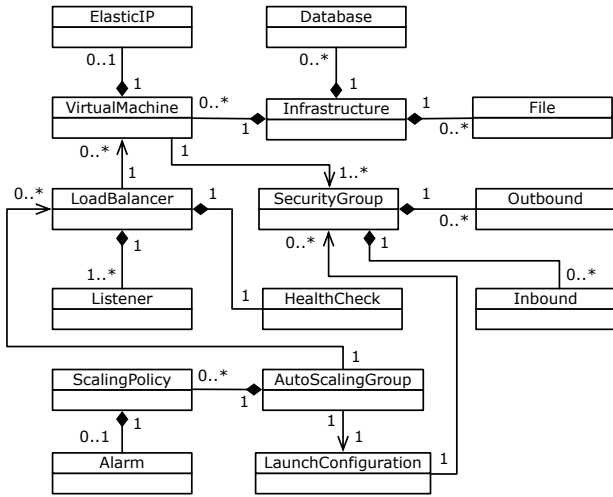 ElasticIP Database
0..1 1 0..* 1
VirtualMachine 0..* 1 Infrastructure 1 0..* File
0..* 1 1 1..*
0..* LoadBalancer 1 SecurityGroup 1 0..* Outbound
1 0..* 1
1..* 0..*
Listener 1 HealthCheck Inbound
1
ScalingPolicy 0..* 1 AutoScalingGroup
1 1
0..1 1
Alarm LaunchConfiguration 1